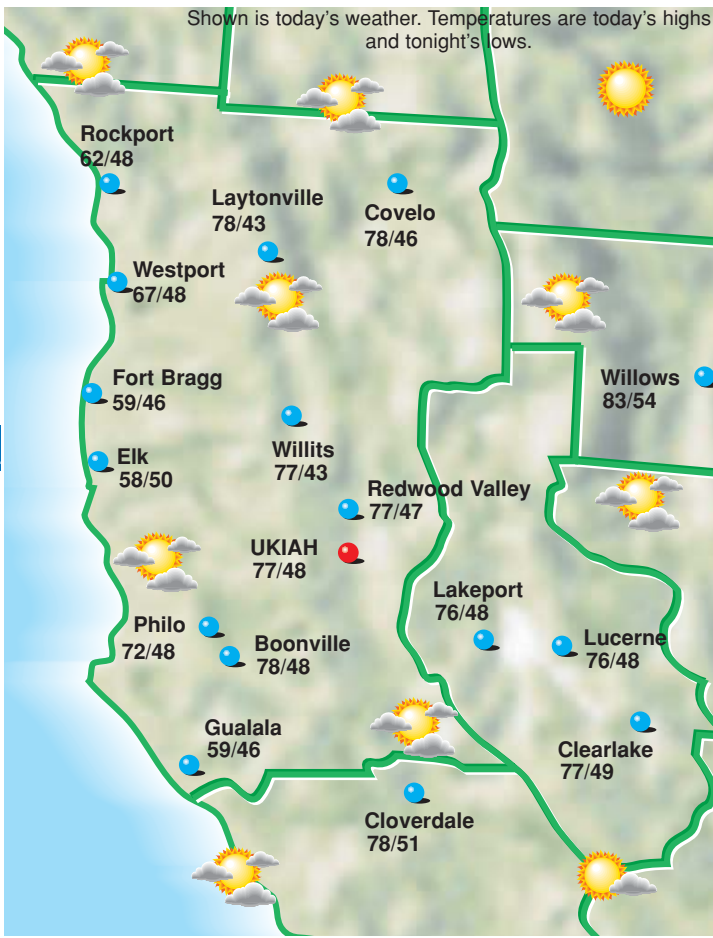 Shown is today's weather. Temperatures are today's highs
and tonight's lows.
Rockport
62/48
Laytonville
78/43
Covelo
78/46
Westport
67/48
Fort Bragg
59/46
Willows
83/54
Elk
58/50
Willits
77/43
Redwood Valley
77/47
UKIAH
77/48
Lakeport
76/48
Philo
72/48
Boonville
78/48
Lucerne
76/48
Gualala
59/46
Clearlake
77/49
Cloverdale
78/51